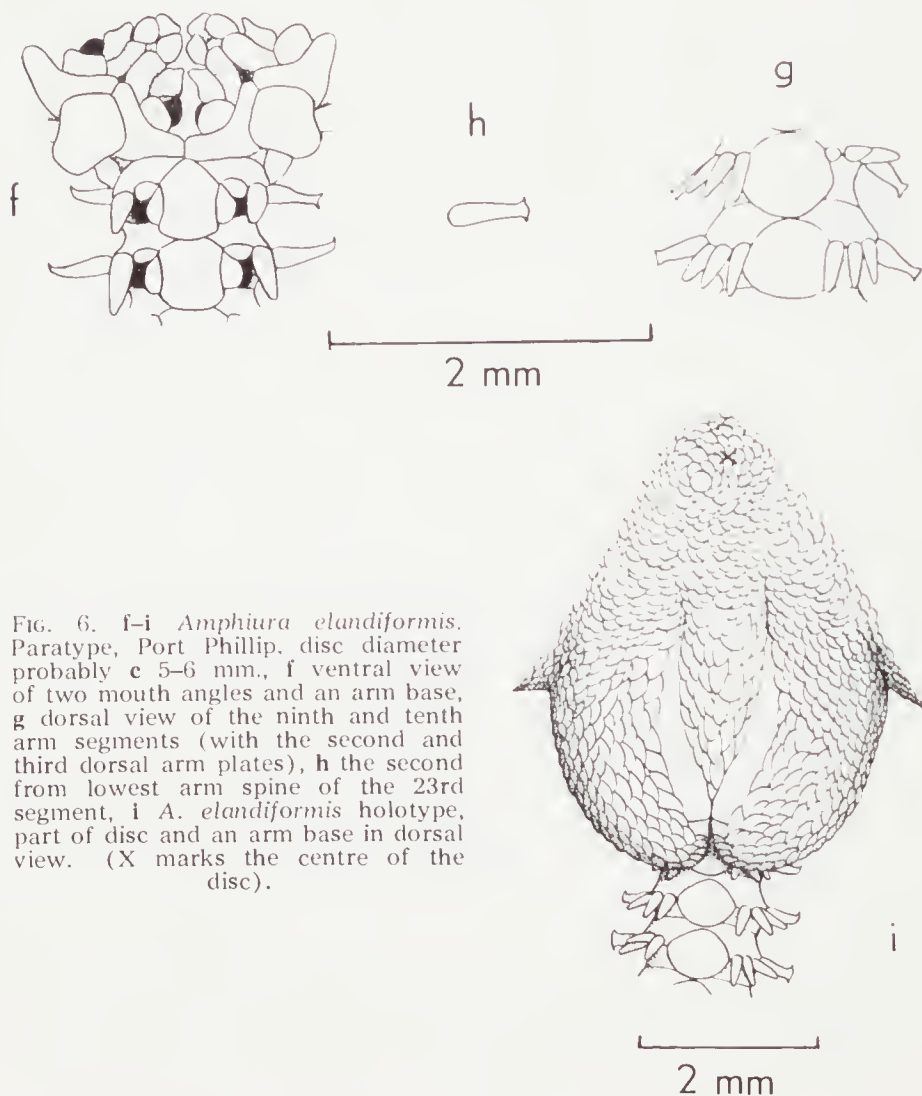 f
h
g
2 mm
FIG. 6. f–i Amphiura elandiformis.
Paratype, Port Phillip, disc diameter
probably c 5–6 mm., f ventral view
of two mouth angles and an arm base,
g dorsal view of the ninth and tenth
arm segments (with the second and
third dorsal arm plates), h the second
from lowest arm spine of the 23rd
segment, i A. elandiformis holotype,
part of disc and an arm base in dorsal
view. (X marks the centre of the
disc).
x
i
2 mm